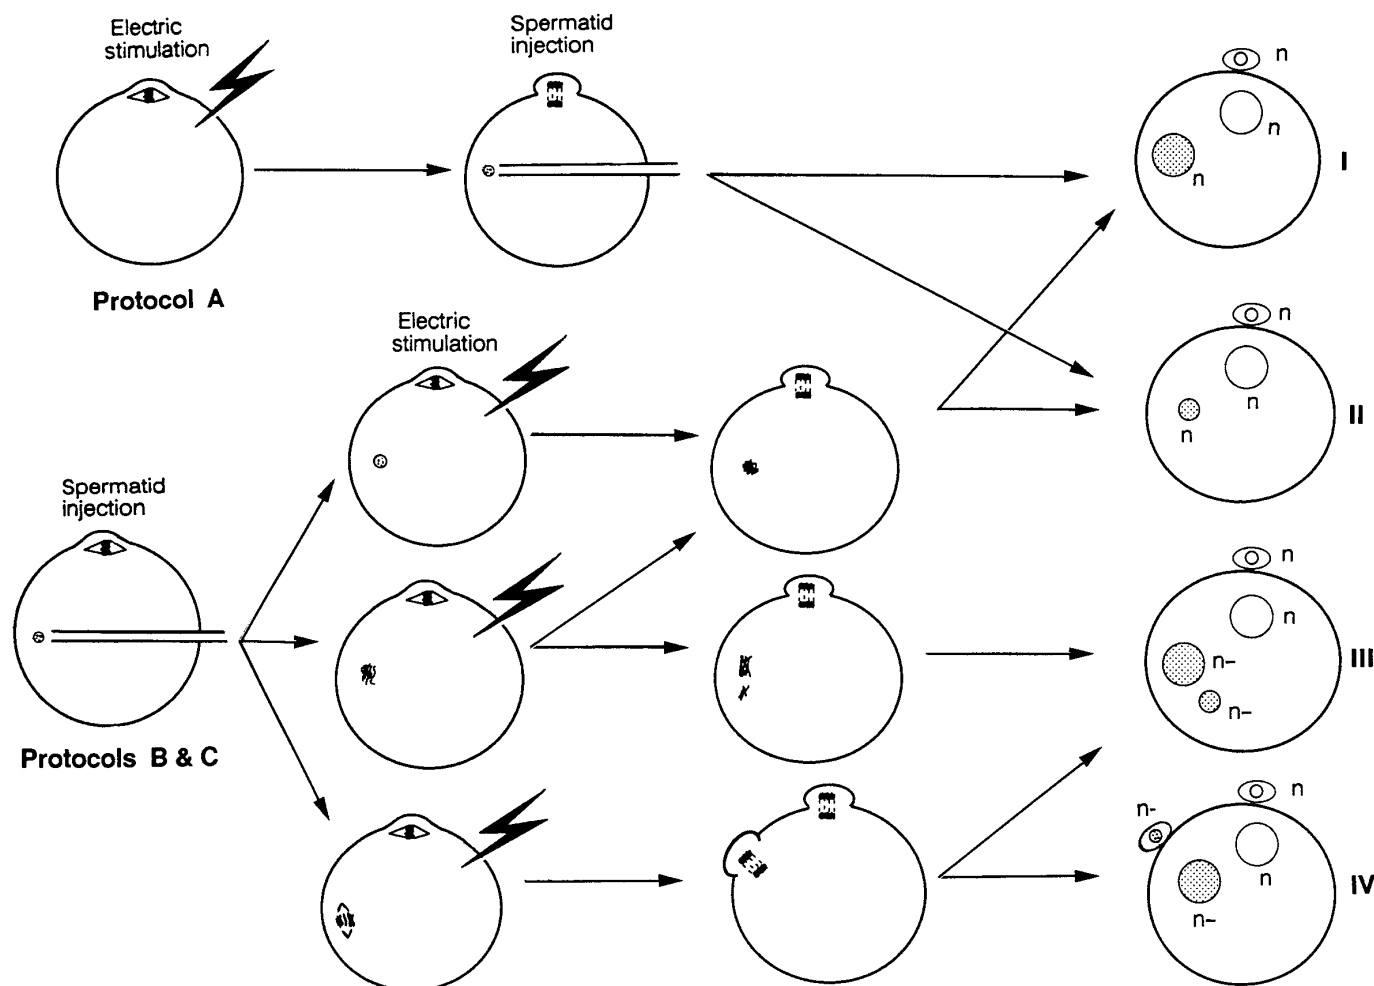 Electric
stimulation
Spermatid
injection
n
n
n
I
Protocol A
Electric
stimulation
n
n
n
II
Spermatid
injection
n
n
n-
n-
III
Protocols B & C
n
n-
n
n-
IV